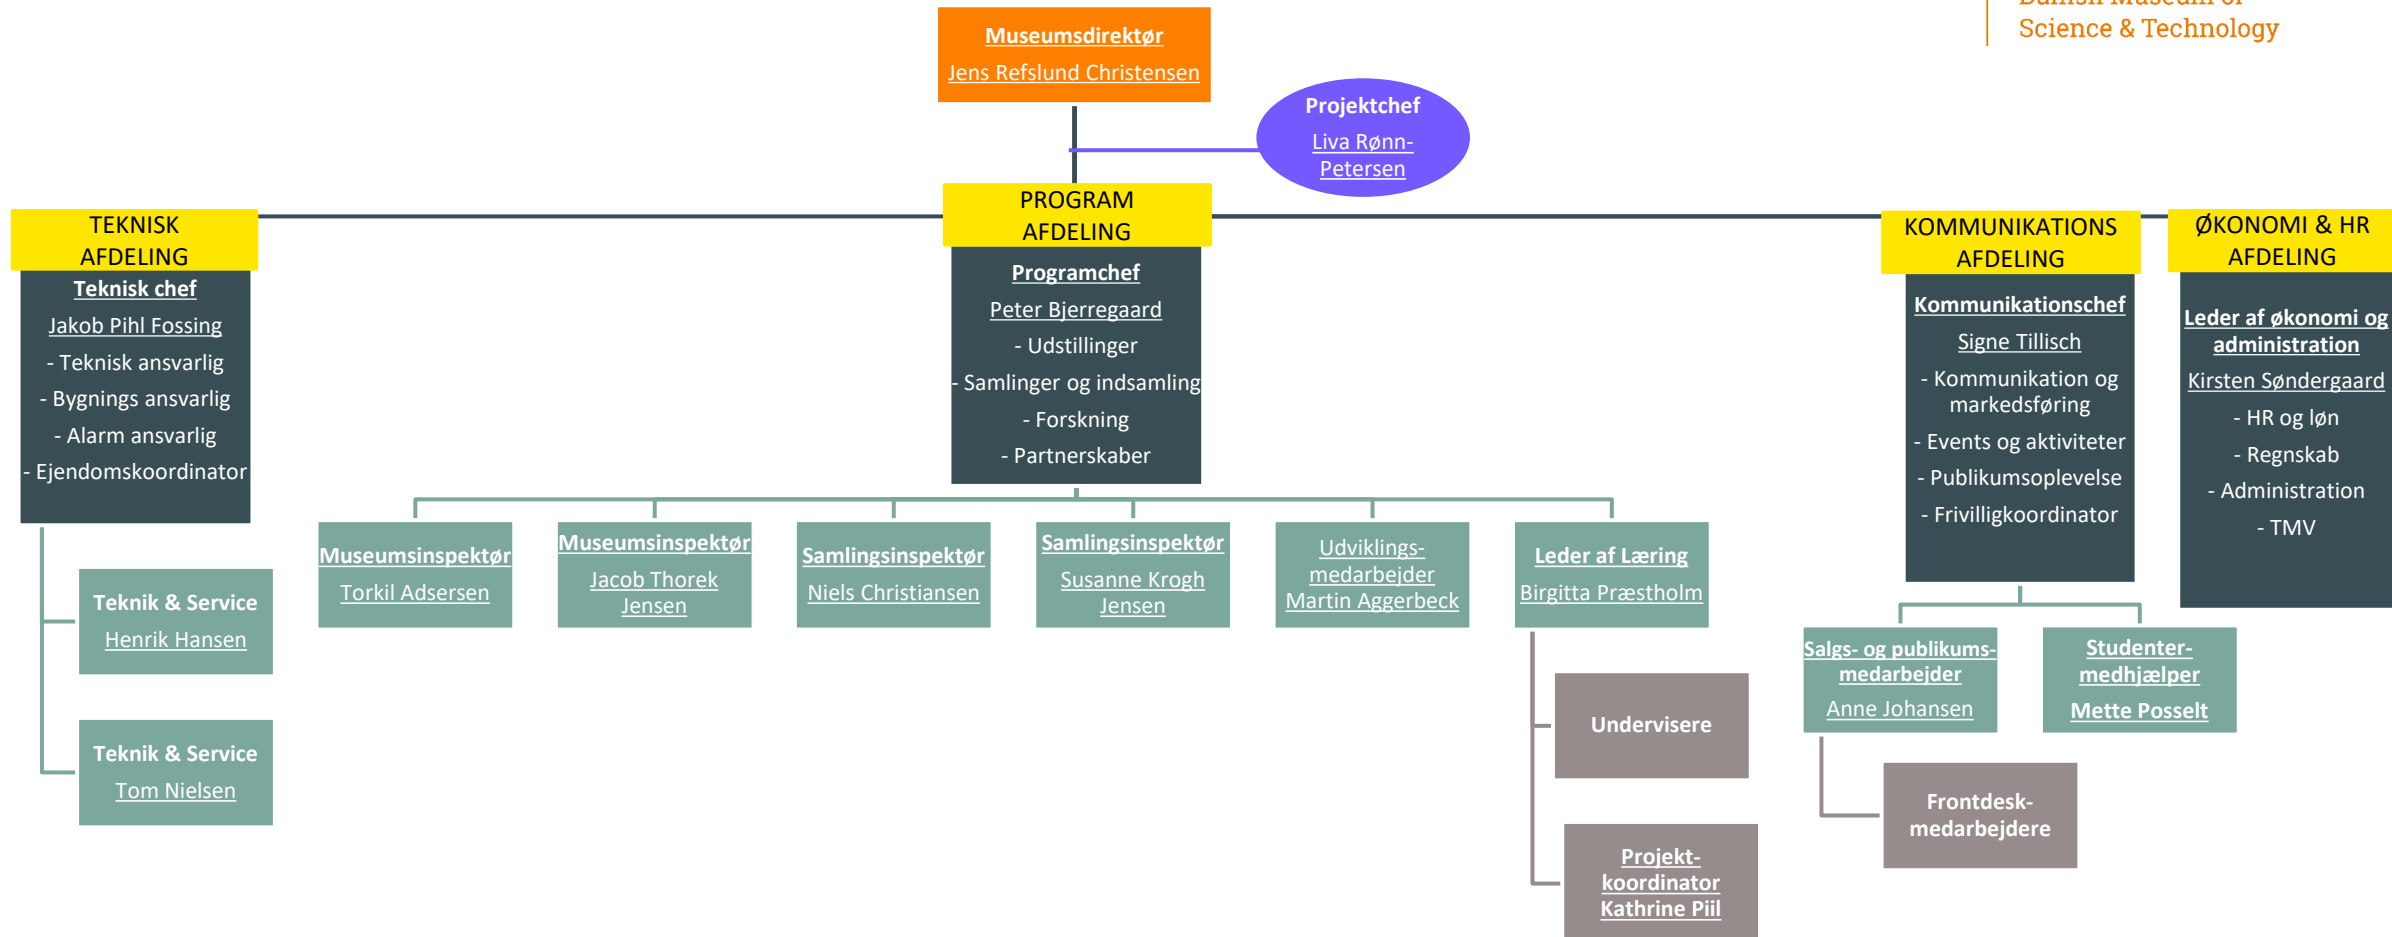 Danish Museum of
Science & Technology
Museumsdirektør
Jens Refslund Christensen
Projektchef
Liva Rønn-
Petersen
TEKNISK
AFDELING
Teknisk chef
Jakob Pihl Fossing
- Teknisk ansvarlig
- Bygnings ansvarlig
- Alarm ansvarlig
- Ejendomskoordinator
Teknik & Service
Henrik Hansen
Teknik & Service
Tom Nielsen
PROGRAM
AFDELING
Programchef
Peter Bjerregaard
- Udstillinger
- Samlinger og indsamling
- Forskning
- Partnerskaber
Museumsinspektør
Torkil Adsersen
Museumsinspektør
Jacob Thorek
Jensen
Samlingsinspektør
Niels Christiansen
Samlingsinspektør
Susanne Krogh
Jensen
Udviklings-
medarbejder
Martin Aggerbeck
Leder af Læring
Birgitta Præstholm
Undervisere
Projekt-
koordinator
Kathrine Piil
KOMMUNIKATIONS
AFDELING
Kommunikationschef
Signe Tillisch
- Kommunikation og
markedsføring
- Events og aktiviteter
- Publikumsoplevelse
- Frivilligkoordinator
Salgs- og publikums-
medarbejder
Anne Johansen
Studenter-
medhjælper
Mette Posselt
Frontdesk-
medarbejdere
ØKONOMI & HR
AFDELING
Leder af økonomi og
administration
Kirsten Søndergaard
- HR og løn
- Regnskab
- Administration
- TMV